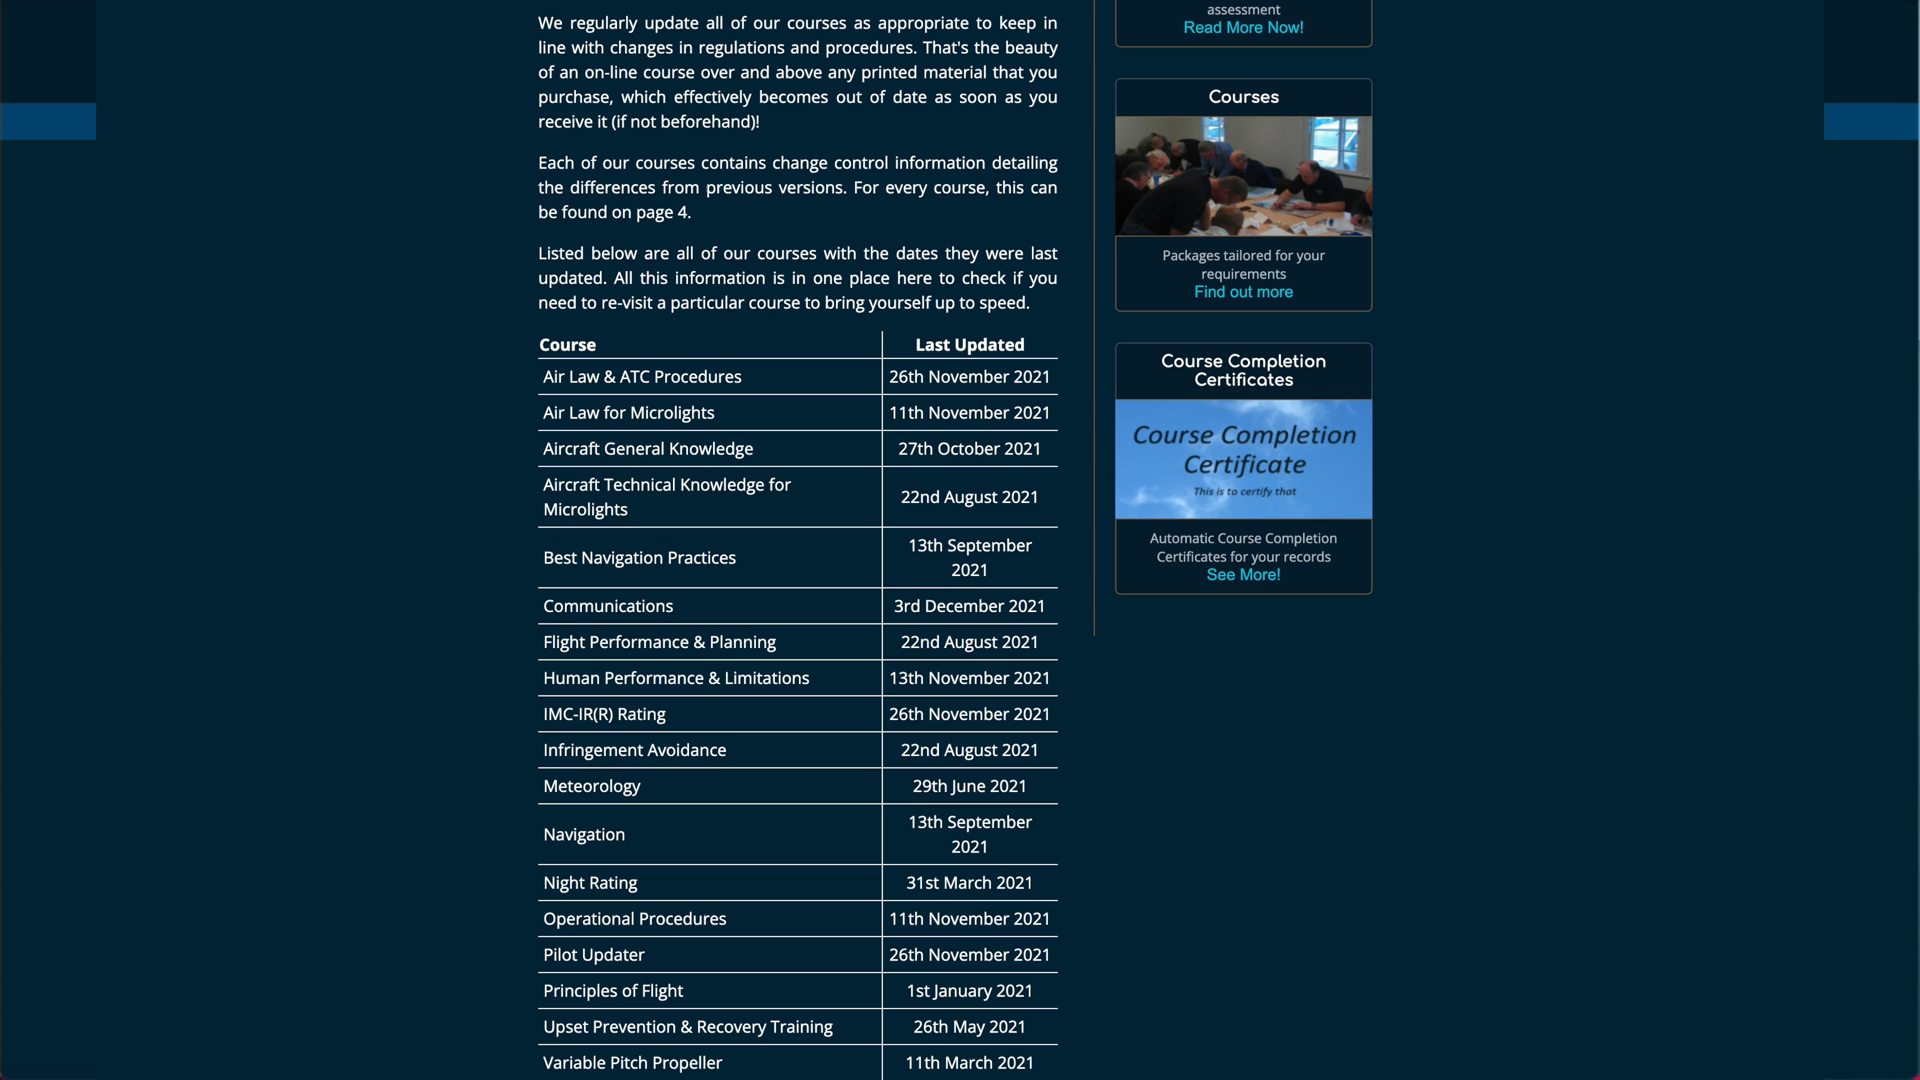 We regularly update all of our courses as appropriate to keep in
line with changes in regulations and procedures. That's the beauty
of an on-line course over and above any printed material that you
purchase, which effectively becomes out of date as soon as you
receive it (if not beforehand)!
Each of our courses contains change control information detailing
the differences from previous versions. For every course, this can
be found on page 4.
Listed below are all of our courses with the dates they were last
updated. All this information is in one place here to check if you
need to re-visit a particular course to bring yourself up to speed.
Course Last Updated
Air Law & ATC Procedures 26th November 2021
Air Law for Microlights 11th November 2021
Aircraft General Knowledge 27th October 2021
Aircraft Technical Knowledge for
Microlights
22nd August 2021
Best Navigation Practices
13th September
2021
Communications 3rd December 2021
Flight Performance & Planning 22nd August 2021
Human Performance & Limitations 13th November 2021
IMC-IR(R) Rating 26th November 2021
Infringement Avoidance 22nd August 2021
Meteorology 29th June 2021
Navigation
13th September
2021
Night Rating 31st March 2021
Operational Procedures 11th November 2021
Pilot Updater 26th November 2021
Principles of Flight 1st January 2021
Upset Prevention & Recovery Training 26th May 2021
Variable Pitch Propeller 11th March 2021
assessment
Read More Now!
Courses
Packages tailored for your
requirements
Find out more
Course Completion
Certificates
Course Completion
Certificate
This is to certify that
Automatic Course Completion
Certificates for your records
See More!